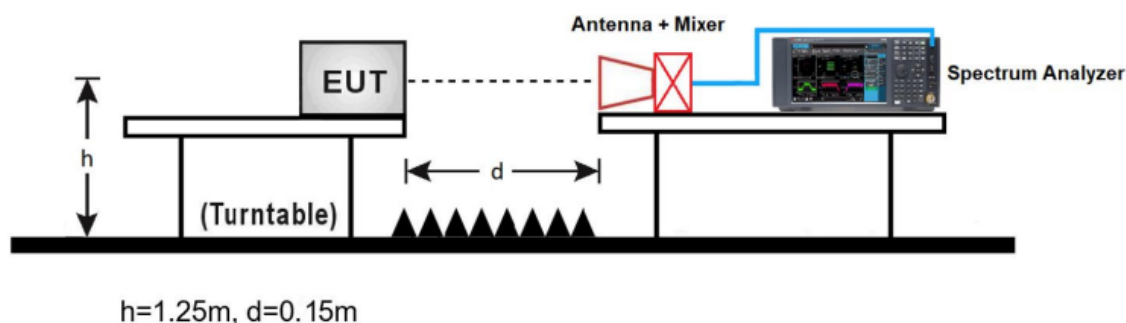 Antenna + Mixer
EUT
Spectrum Analyzer
h
d
(Turntable)
h=1.25m, d=0.15m